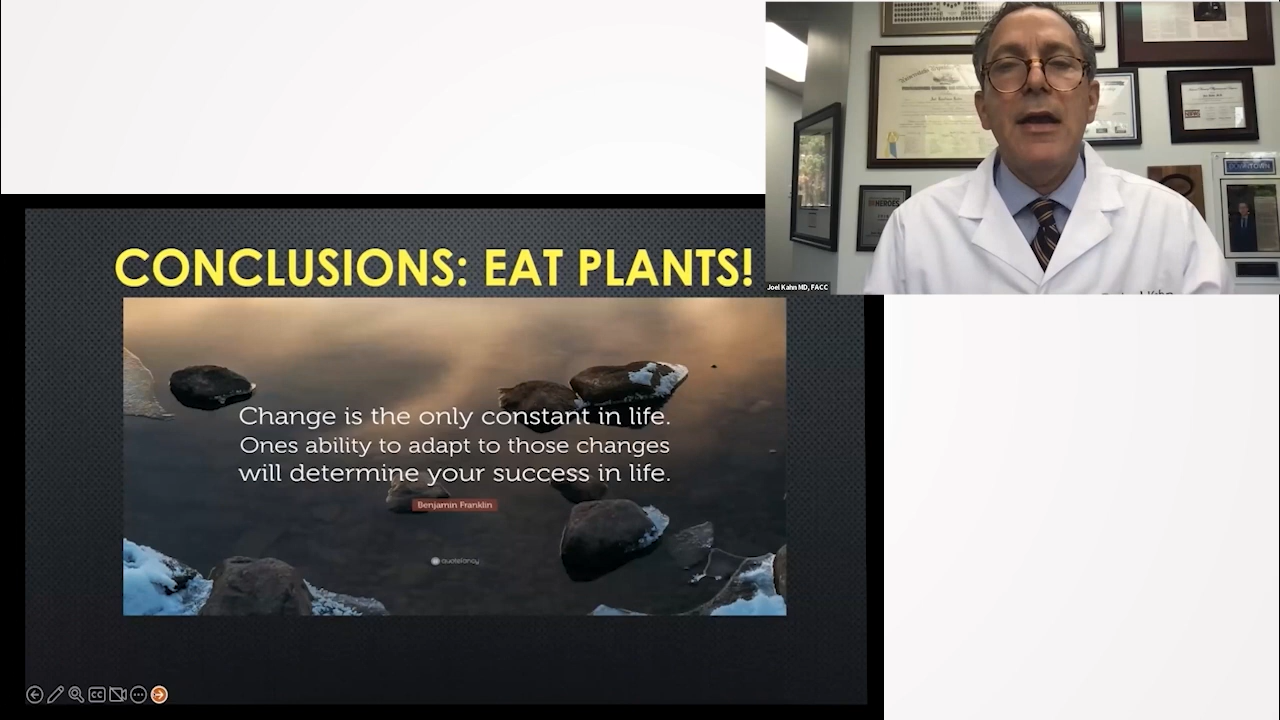 CONCLUSIONS: EAT PLANTS!
Change is the only constant in life.
Ones ability to adapt to those changes
will determine your success in life.
Benjamin Franklin
quotefancy
CC
Joel Kahn MD, FACC
HEROES
DOWNTOWN